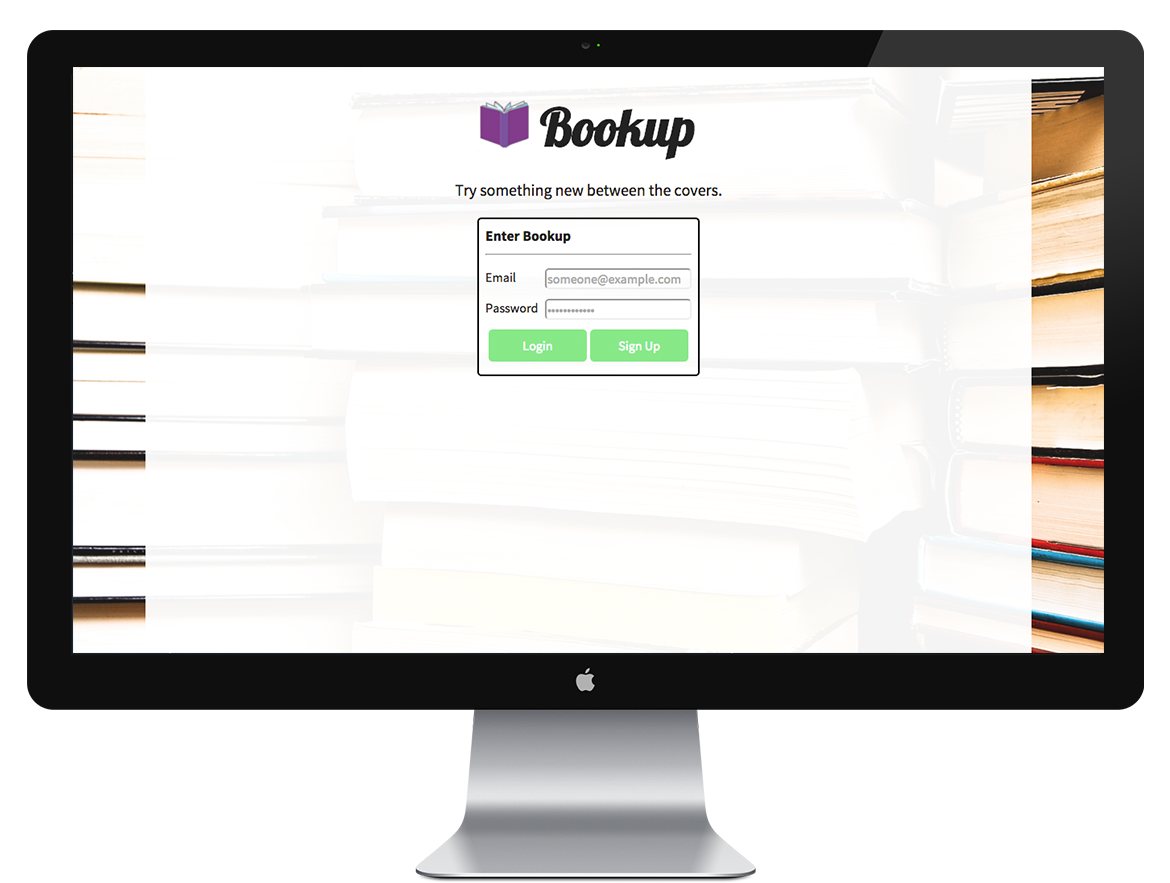 Bookup
Try something new between the covers.
Enter Bookup
Email someone@example.com
Password ••••••••••••
Login Sign Up